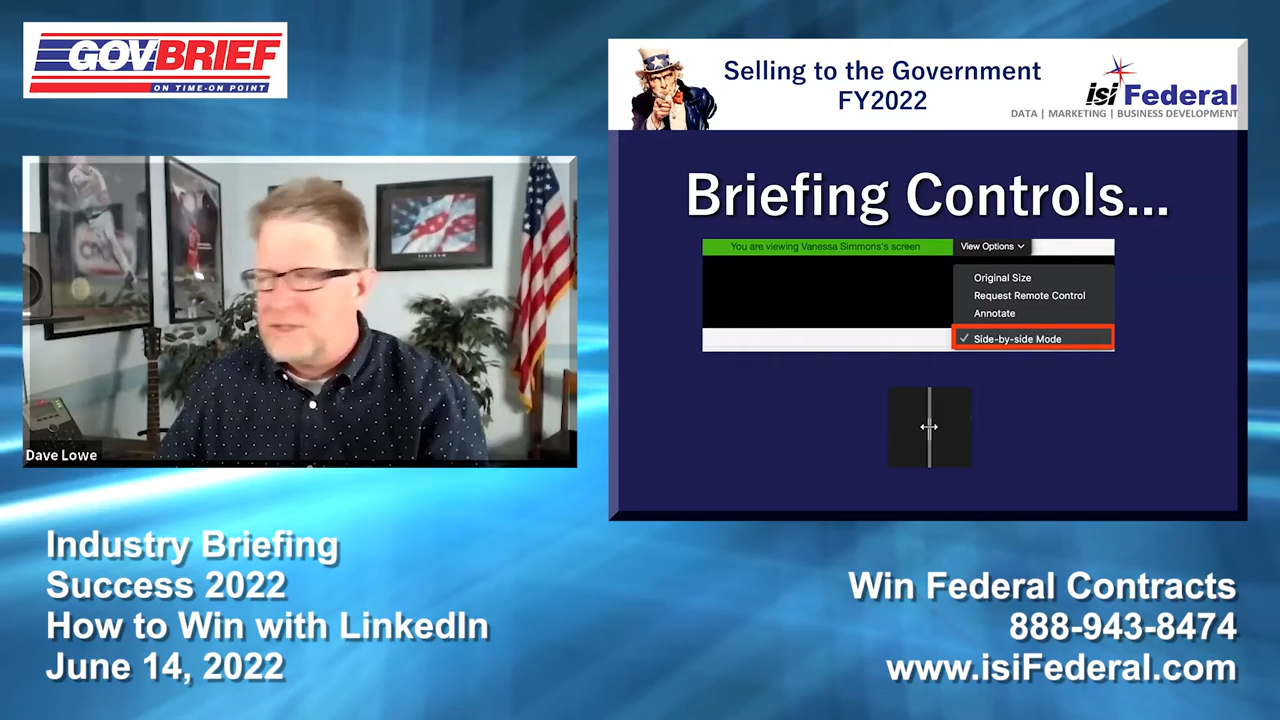 GOVBRIEF
ON TIME-ON POINT
Selling to the Government
FY2022
isi Federal
DATA | MARKETING | BUSINESS DEVELOPMENT
Briefing Controls...
You are viewing Vanessa Simmons's screen
View Options
Original Size
Request Remote Control
Annotate
✓ Side-by-side Mode
freedom
Dave Lowe
Industry Briefing
Success 2022
How to Win with LinkedIn
June 14, 2022
Win Federal Contracts
888-943-8474
www.isiFederal.com